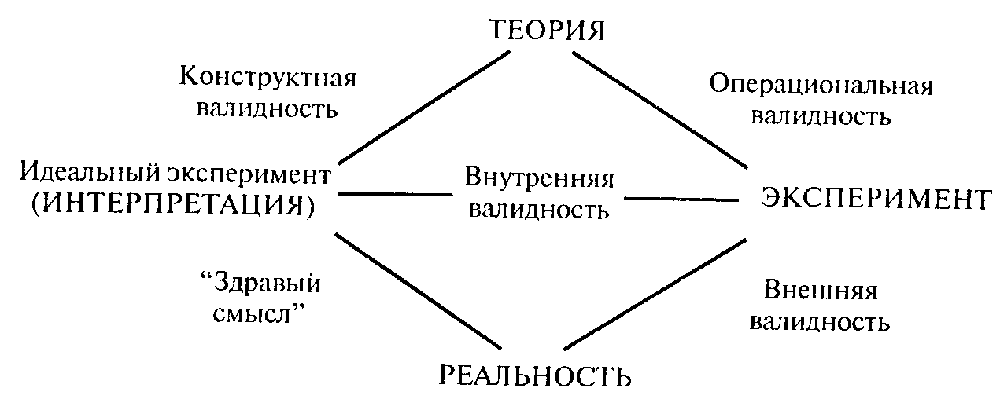 ТЕОРИЯ
Конструктная
валидность
Операциональная
валидность
Идеальный эксперимент
(ИНТЕРПРЕТАЦИЯ)
Внутренняя
валидность
ЭКСПЕРИМЕНТ
“Здравый
смысл”
Внешняя
валидность
РЕАЛЬНОСТЬ